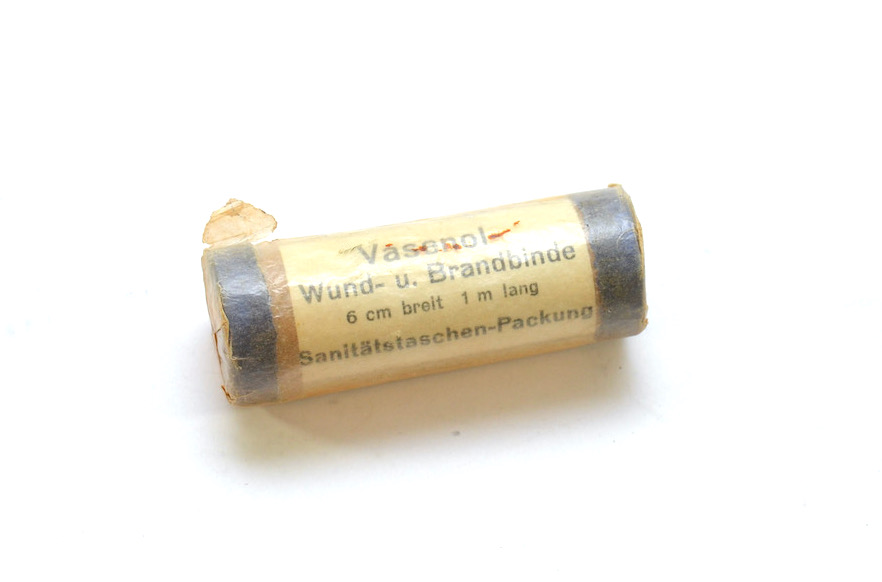 Vasenol-
Wund- u. Brandbinde
6 cm breit 1 m lang
Sanitätstaschen-Packung